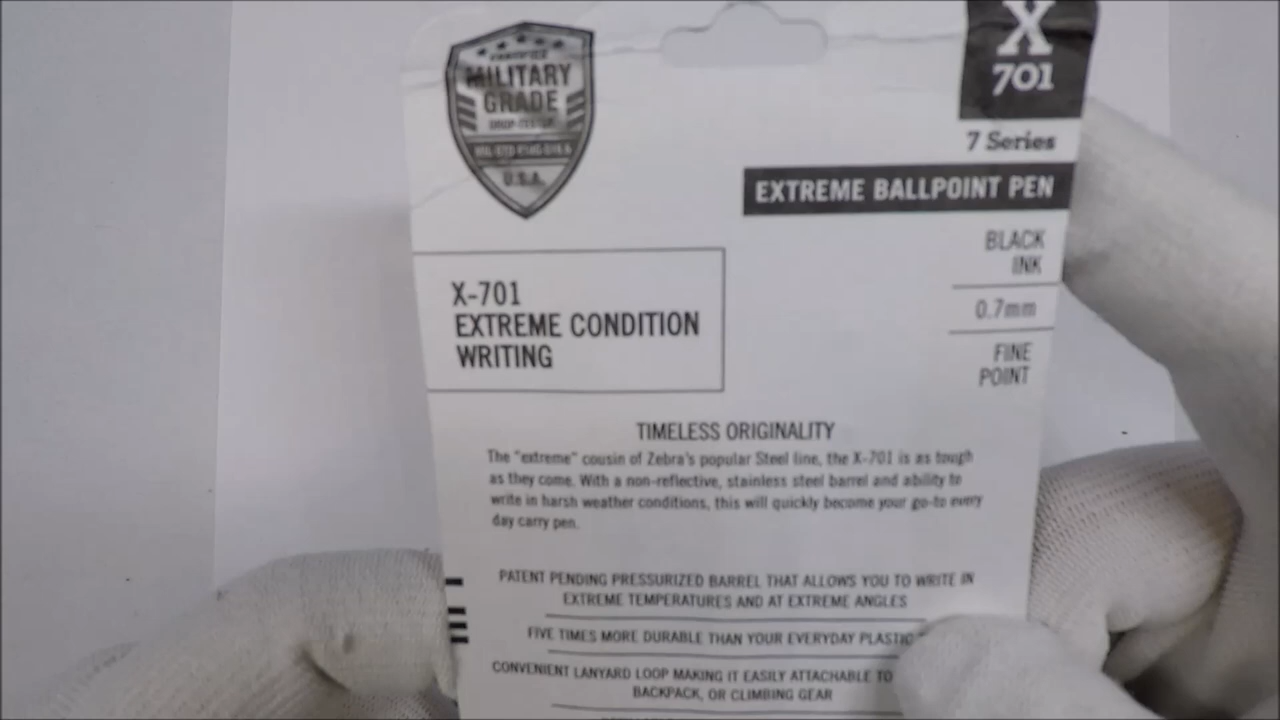 CERTIFIED
MILITARY
GRADE
DROP-TESTED
U.S.A.
X
701
7 Series
EXTREME BALLPOINT PEN
BLACK
INK
0.7mm
FINE
POINT
X-701
EXTREME CONDITION
WRITING
TIMELESS ORIGINALITY
The "extreme" cousin of Zebra's popular Steel line, the X-701 is as tough
as they come. With a non-reflective, stainless steel barrel and ability to
write in harsh weather conditions, this will quickly become your go-to every
day carry pen.
PATENT PENDING PRESSURIZED BARREL THAT ALLOWS YOU TO WRITE IN
EXTREME TEMPERATURES AND AT EXTREME ANGLES
FIVE TIMES MORE DURABLE THAN YOUR EVERYDAY PLASTIC
CONVENIENT LANYARD LOOP MAKING IT EASILY ATTACHABLE TO
BACKPACK, OR CLIMBING GEAR